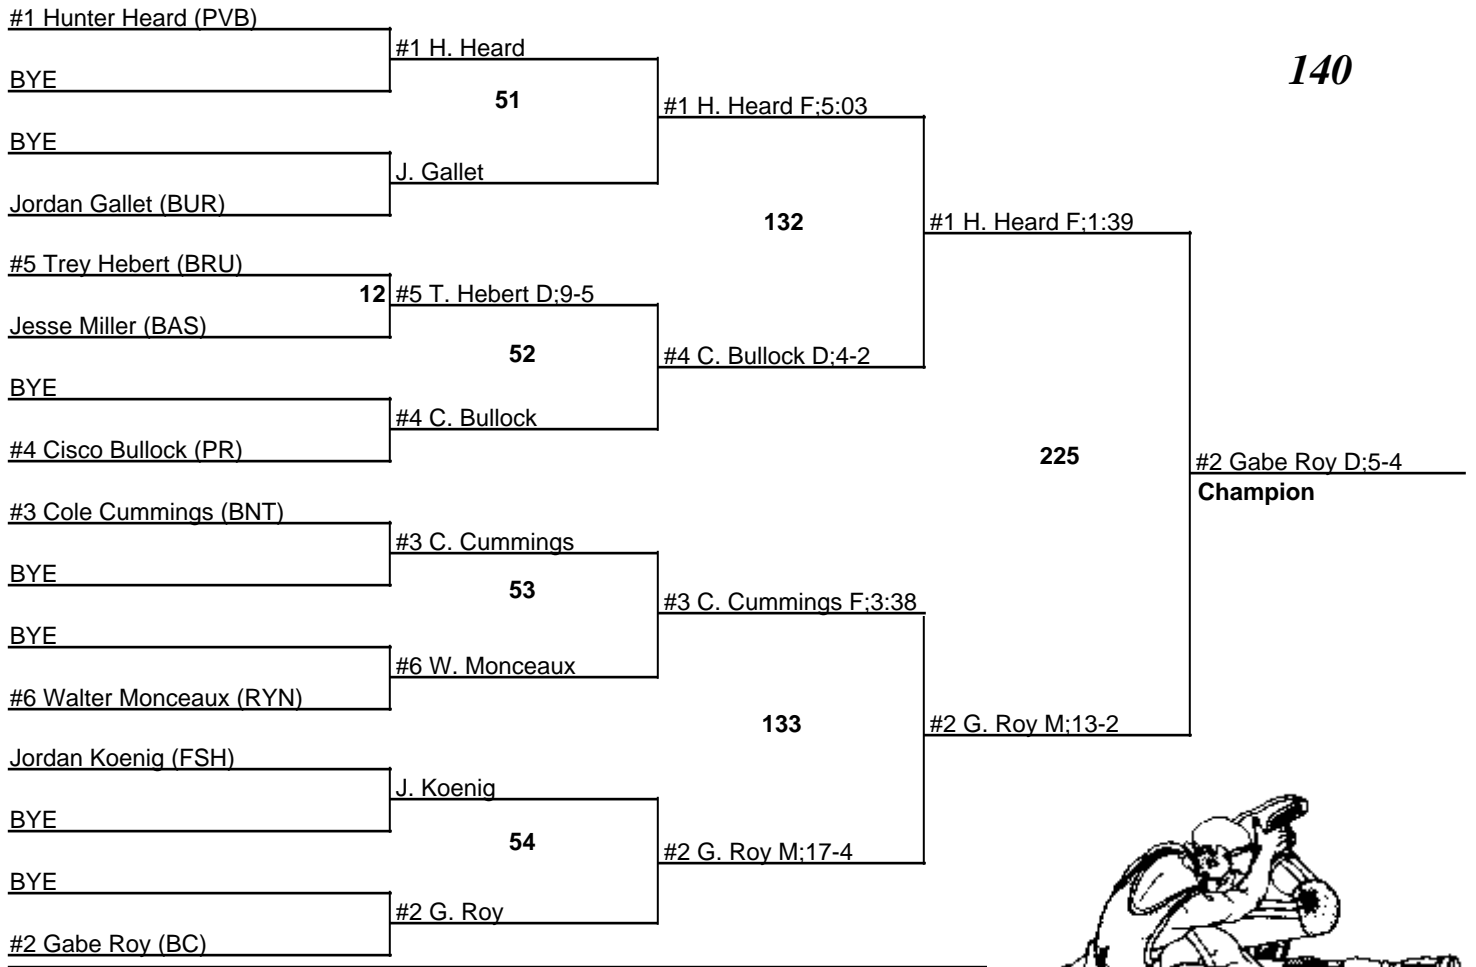 #1 Hunter Heard (PVB)
#1 H. Heard
140
BYE
51
#1 H. Heard F;5:03
BYE
J. Gallet
Jordan Gallet (BUR)
132
#1 H. Heard F;1:39
#5 Trey Hebert (BRU)
12
#5 T. Hebert D;9-5
Jesse Miller (BAS)
52
#4 C. Bullock D;4-2
BYE
#4 C. Bullock
#4 Cisco Bullock (PR)
225
#2 Gabe Roy D;5-4
Champion
#3 Cole Cummings (BNT)
#3 C. Cummings
BYE
53
#3 C. Cummings F;3:38
BYE
#6 W. Monceaux
#6 Walter Monceaux (RYN)
133
#2 G. Roy M;13-2
Jordan Koenig (FSH)
J. Koenig
BYE
54
#2 G. Roy M;17-4
BYE
#2 G. Roy
#2 Gabe Roy (BC)